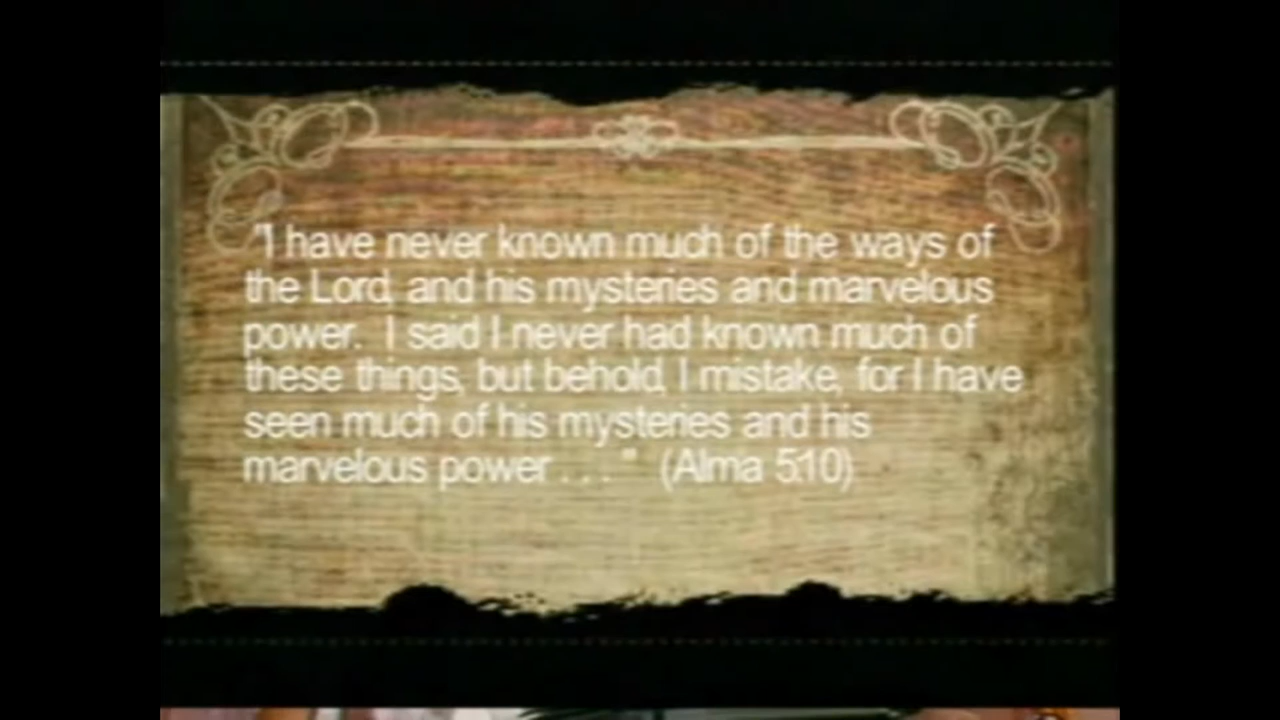 "I have never known much of the ways of
the Lord, and his mysteries and marvelous
power. I said I never had known much of
these things, but behold, I mistake, for I have
seen much of his mysteries and his
marvelous power . . . " (Alma 5:10)